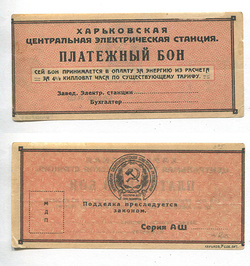 ХАРЬКОВСКАЯ
ЦЕНТРАЛЬНАЯ ЭЛЕКТРИЧЕСКАЯ СТАНЦИЯ.
ПЛАТЕЖНЫЙ БОН
СЕЙ БОН ПРИНИМАЕТСЯ В ОПЛАТУ ЗА ЭНЕРГИЮ ИЗ РАСЧЕТА
ЗА 4½ КИЛОВАТ ЧАСА ПО СУЩЕСТВУЮЩЕМУ ТАРИФУ.
Завед. Электр. станции
Бухгалтер
Подделка преследуется
законом.
Серия АШ